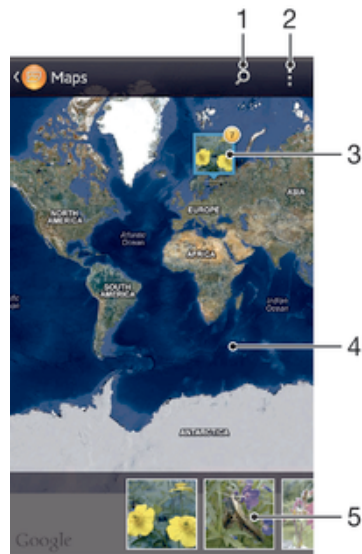 1
2
Maps
2
3
ASIA
NORTH
AMERICA
EUROPE
Atlantic
Ocean
AFRICA
SOUTH
AMERICA
Indian
Ocean
4
ANTARCTICA
5
Google